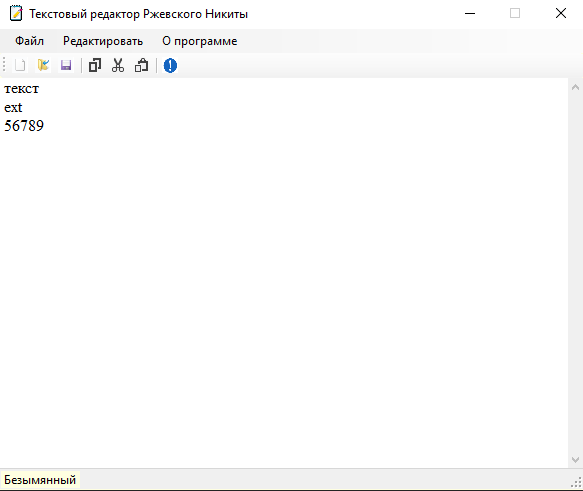 Текстовый редактор Ржевского Никиты
Файл Редактировать О программе
текст
ext
56789
Безымянный